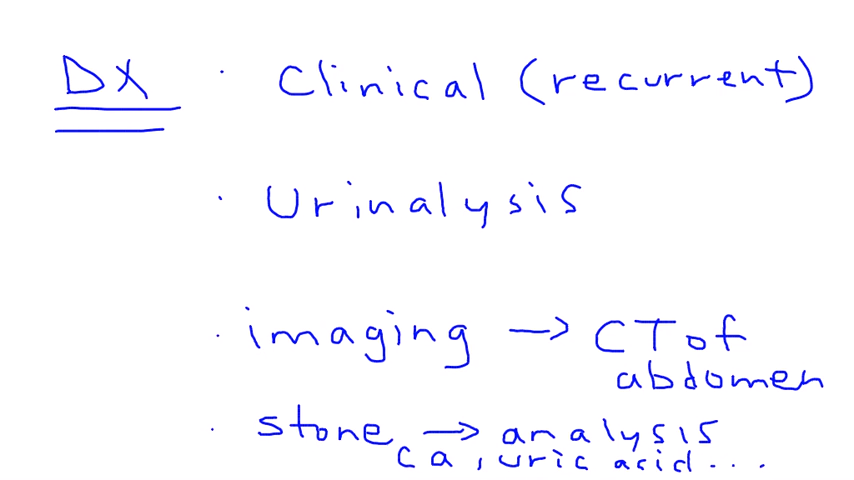 DX · Clinical (recurrent)
· Urinalysis
· imaging → CT of
abdomen
· stone → analysis
ca, uric acid...